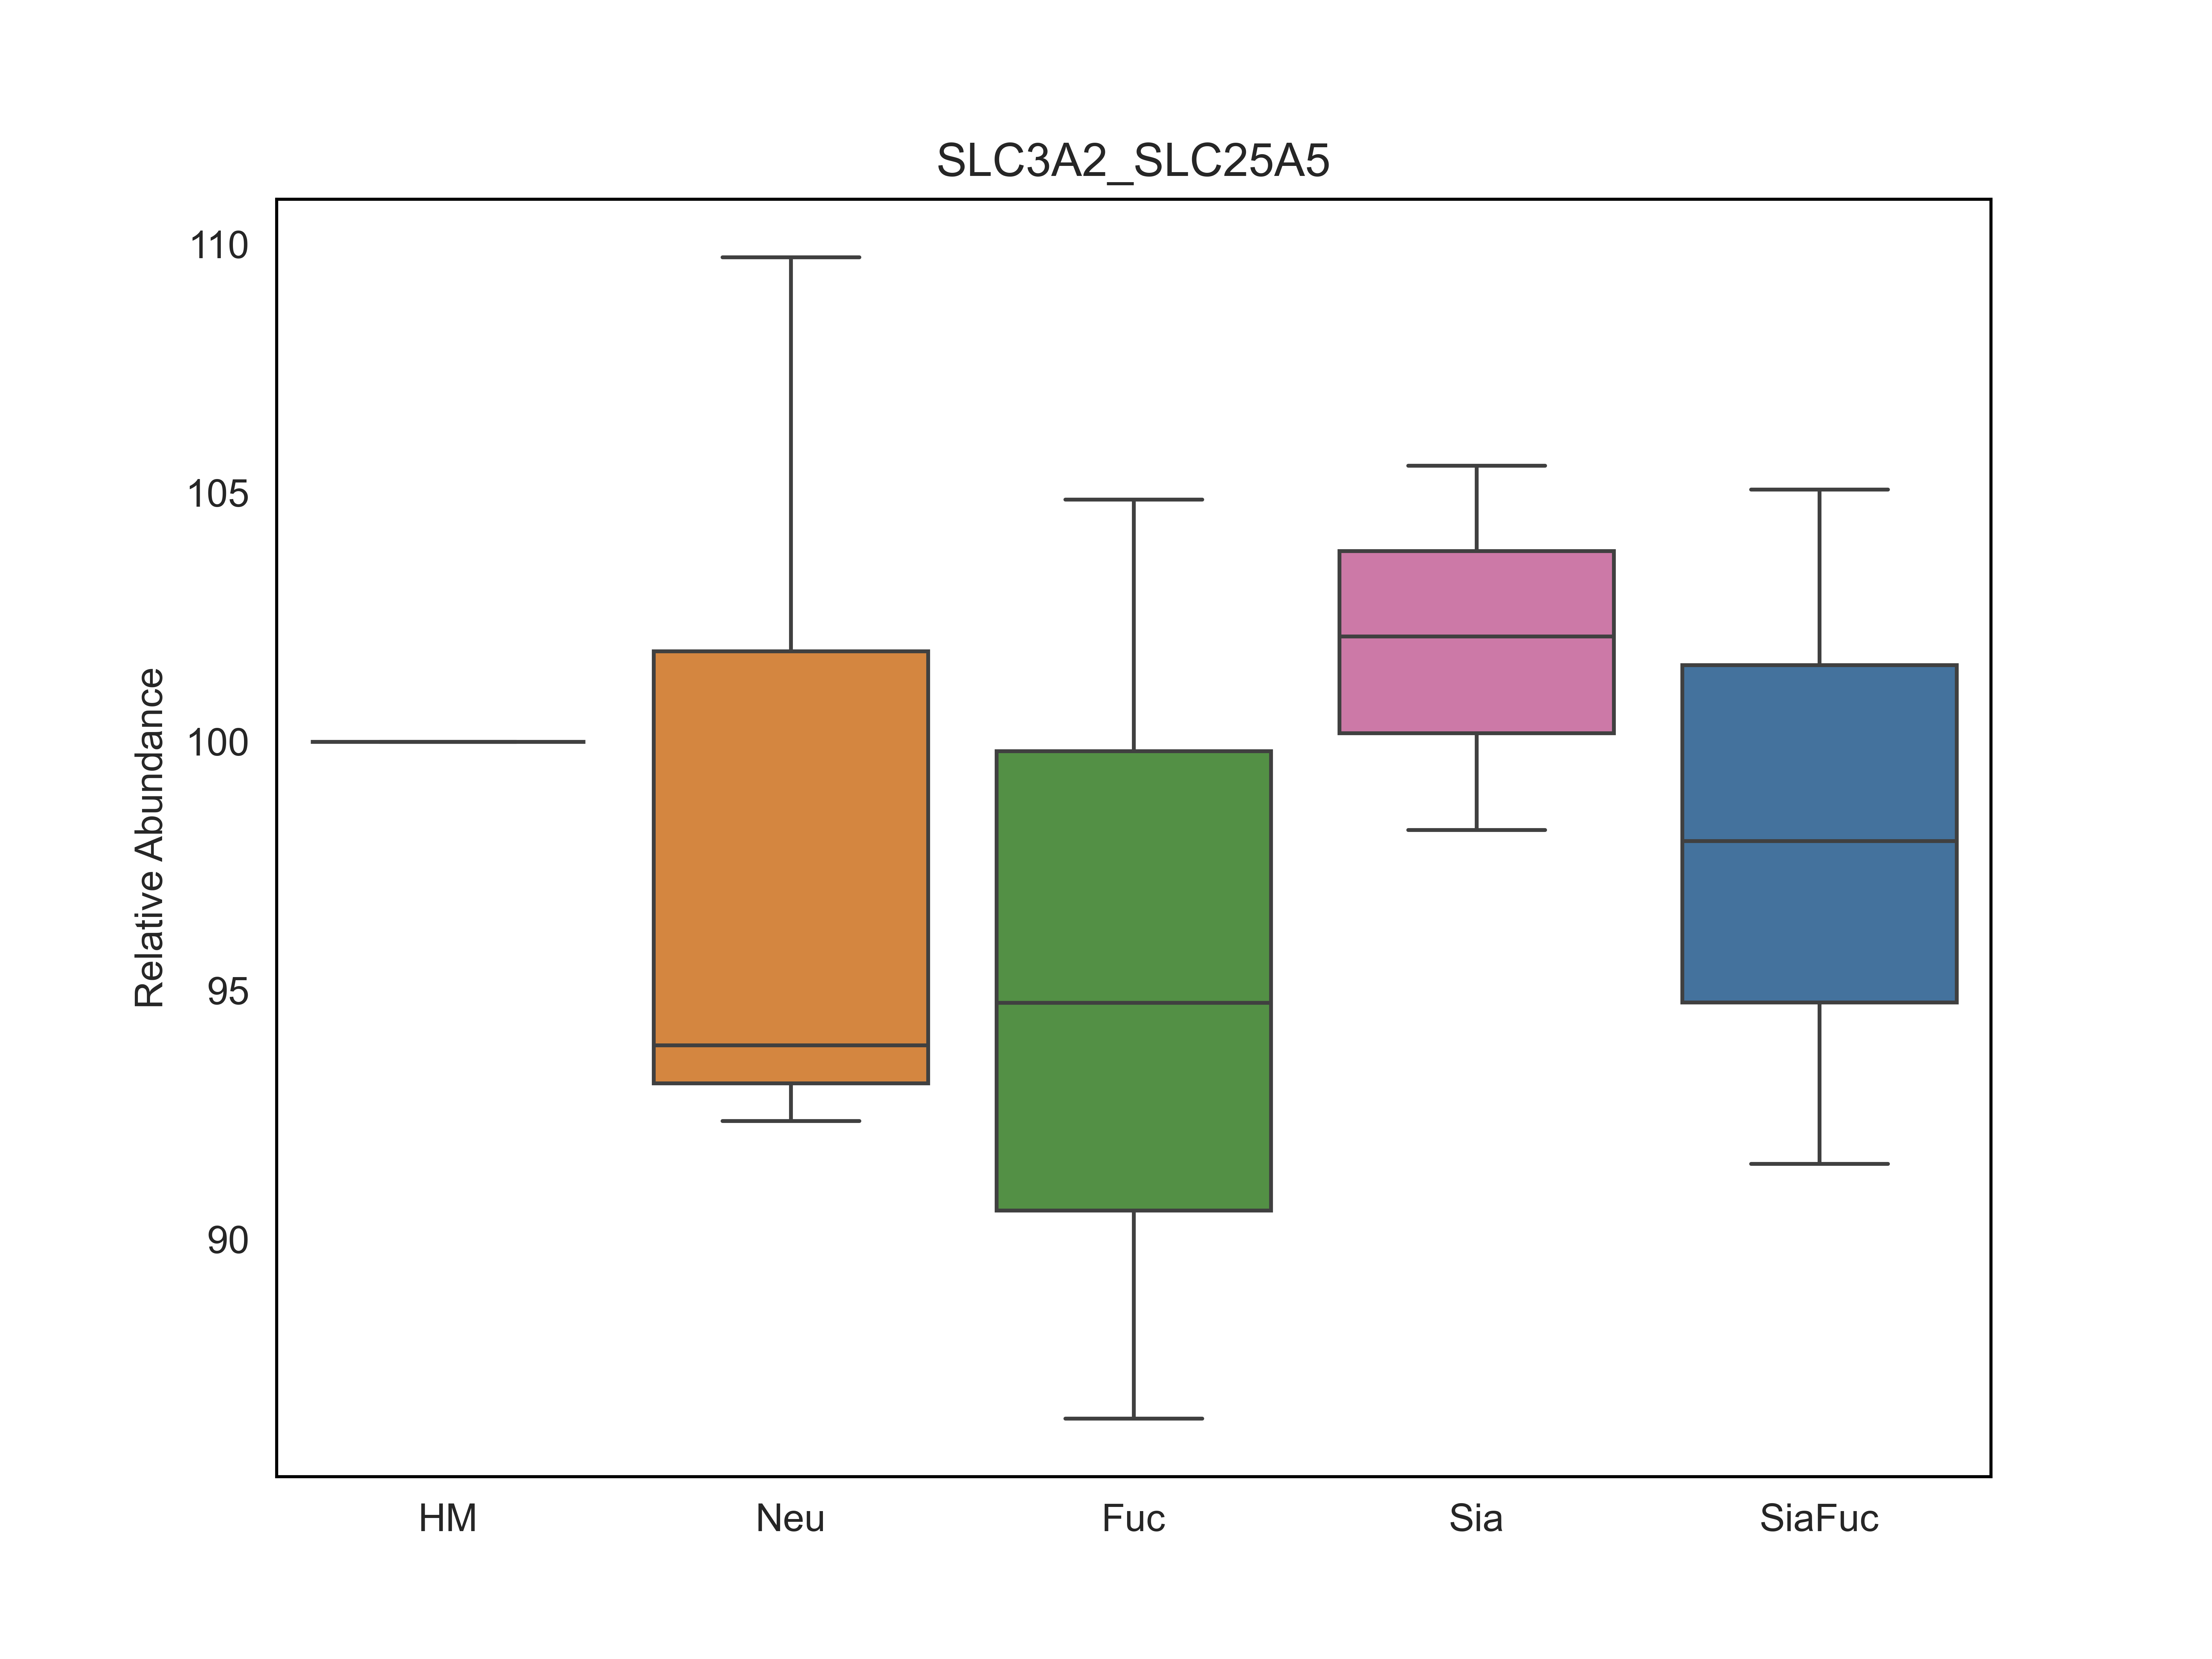 SLC3A2_SLC25A5
110
105
100
95
90
Relative Abundance
HM
Neu
Fuc
Sia
SiaFuc